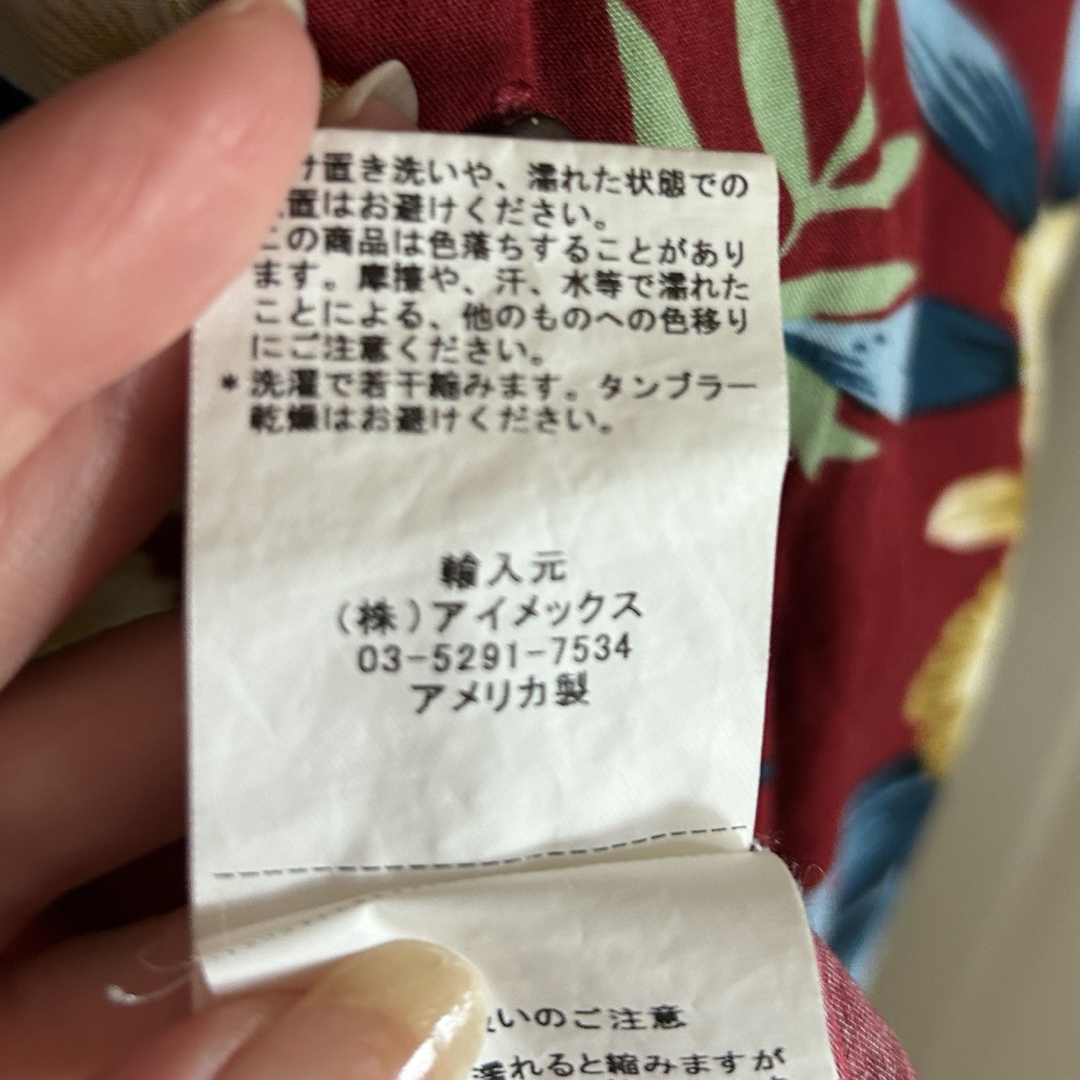 け置き洗いや、濡れた状態での
置はお避けください。
この商品は色落ちすることがあり
ます。摩擦や、汗、水等で濡れた
ことによる、他のものへの色移り
にご注意ください。
* 洗濯で若干縮みます。タンブラー
乾燥はお避けください。
輸入元
(株)アイメックス
03-5291-7534
アメリカ製
いのご注意
濡れると縮みますが